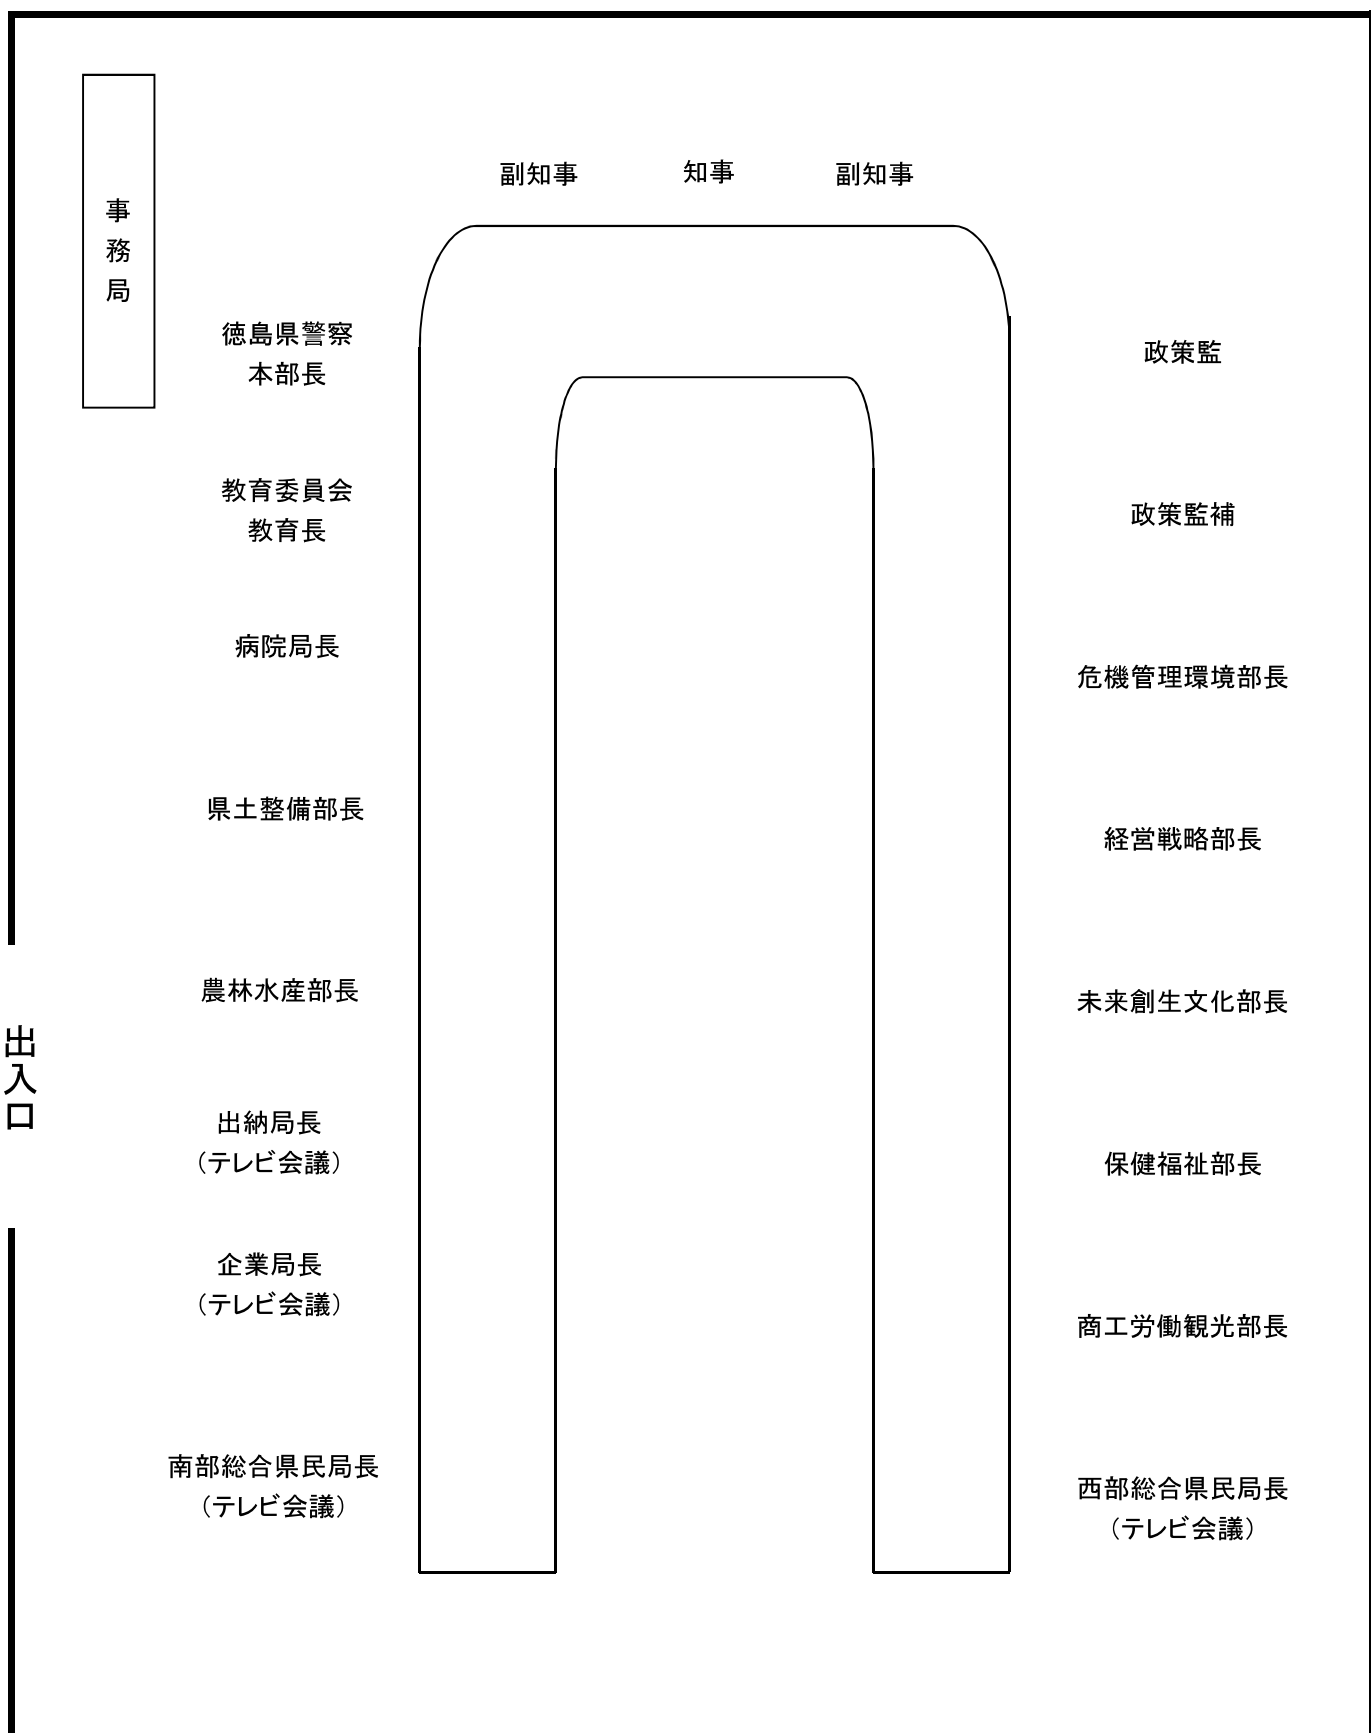 事務局
副知事
知事
副知事
徳島県警察
本部長
教育委員会
教育長
病院局長
県土整備部長
農林水産部長
出納局長
（テレビ会議）
企業局長
（テレビ会議）
南部総合県民局長
（テレビ会議）
政策監
政策監補
危機管理環境部長
経営戦略部長
未来創生文化部長
保健福祉部長
商工労働観光部長
西部総合県民局長
（テレビ会議）
出入口